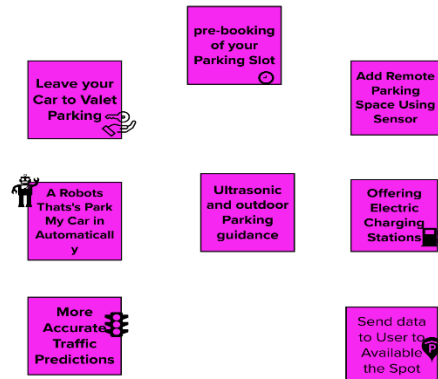 pre-booking
of your
Parking Slot
Leave your
Car to Valet
Parking
Add Remote
Parking
Space Using
Sensor
A Robots
Thats's Park
My Car in
Automaticall
y
Ultrasonic
and outdoor
Parking
guidance
Offering
Electric
Charging
Stations
More
Accurate
Traffic
Predictions
Send data
to User to
Available
the Spot
P